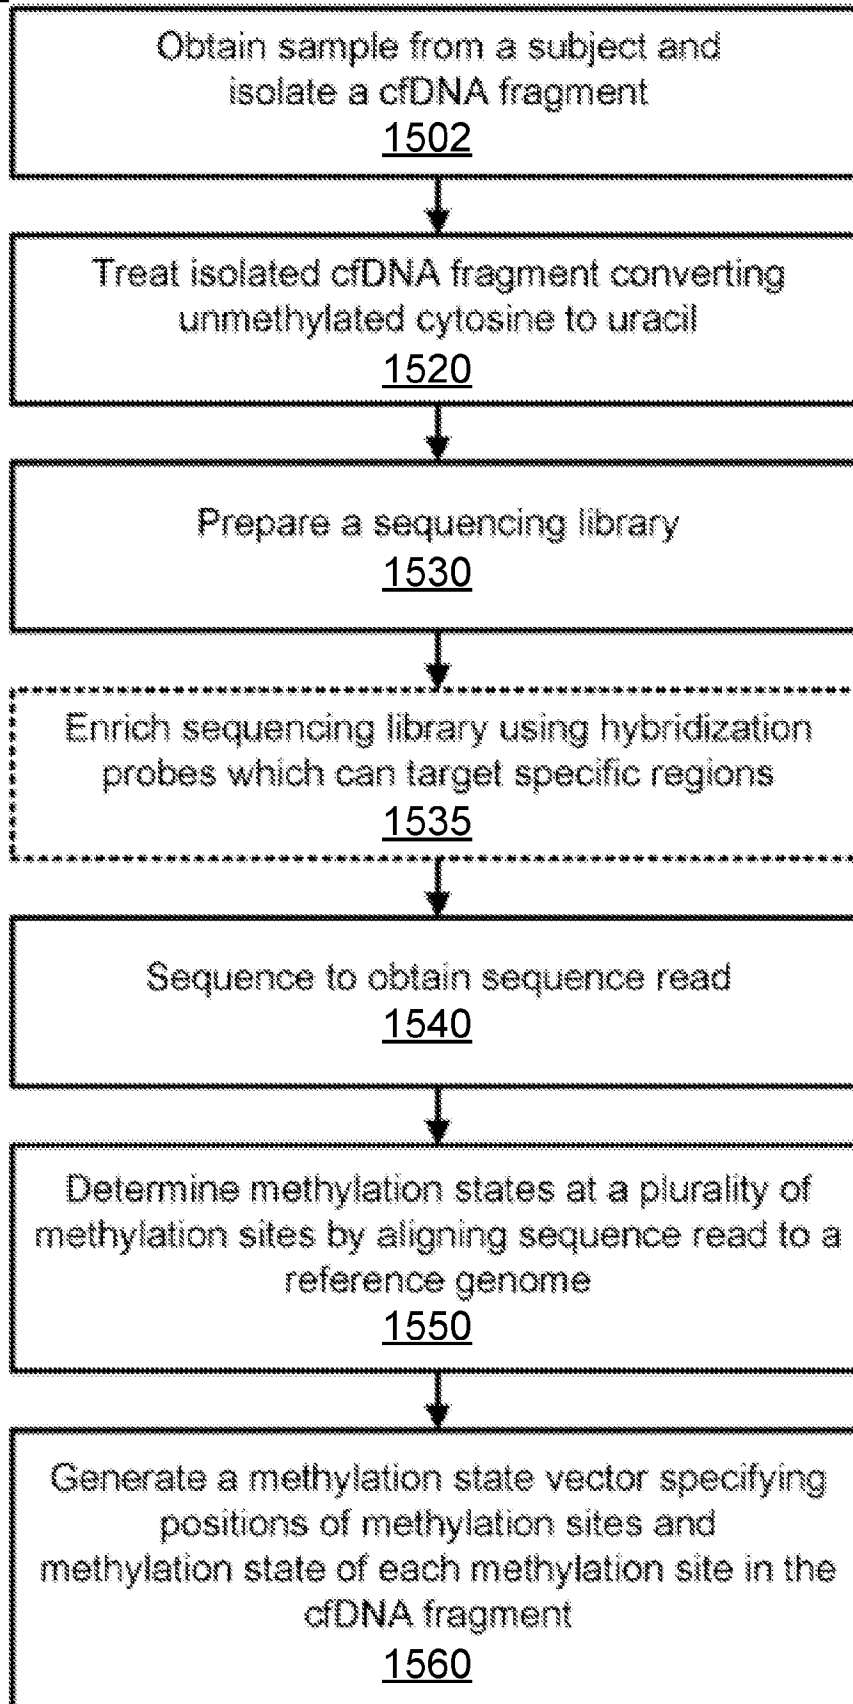 Obtain sample from a subject and
isolate a cfDNA fragment
1502
Treat isolated cfDNA fragment converting
unmethylated cytosine to uracil
1520
Prepare a sequencing library
1530
Enrich sequencing library using hybridization
probes which can target specific regions
1535
Sequence to obtain sequence read
1540
Determine methylation states at a plurality of
methylation sites by aligning sequence read to a
reference genome
1550
Generate a methylation state vector specifying
positions of methylation sites and
methylation state of each methylation site in the
cfDNA fragment
1560